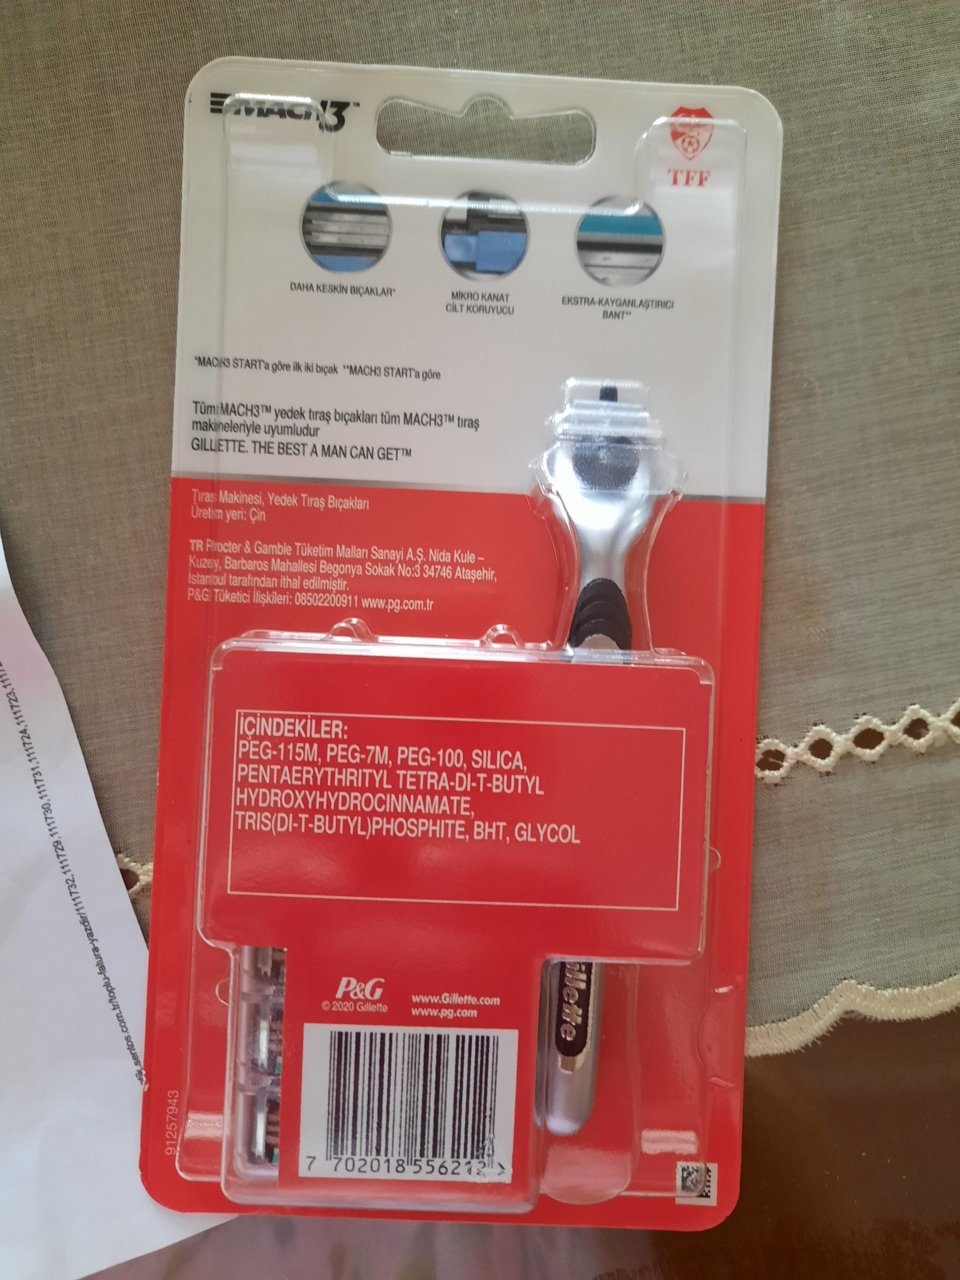 MACH3™
TFF
DAHA KESKİN BIÇAKLAR*
MİKRO KANAT
CİLT KORUYUCU
EKSTRA-KAYGANLAŞTIRICI
BANT**
*MACH3 START'a göre ilk iki bıçak **MACH3 START'a göre
Tüm MACH3™ yedek tıraş bıçakları tüm MACH3™ tıraş
makineleriyle uyumludur
GILLETTE. THE BEST A MAN CAN GET™
Tıraş Makinesi, Yedek Tıraş Bıçakları
Üretim yeri: Çin
TR Procter & Gamble Tüketim Malları Sanayi A.Ş. Nida Kule –
Kuzey, Barbaros Mahallesi Begonya Sokak No:3 34746 Ataşehir,
İstanbul tarafından ithal edilmiştir.
P&G Tüketici İlişkileri: 08502200911 www.pg.com.tr
İÇİNDEKİLER:
PEG-115M, PEG-7M, PEG-100, SILICA,
PENTAERYTHRITYL TETRA-DI-T-BUTYL
HYDROXYHYDROCINNAMATE,
TRIS(DI-T-BUTYL)PHOSPHITE, BHT, GLYCOL
P&G
© 2020 Gillette
www.Gillette.com
www.pg.com
Gillette
91257943
7 702018 556212 >